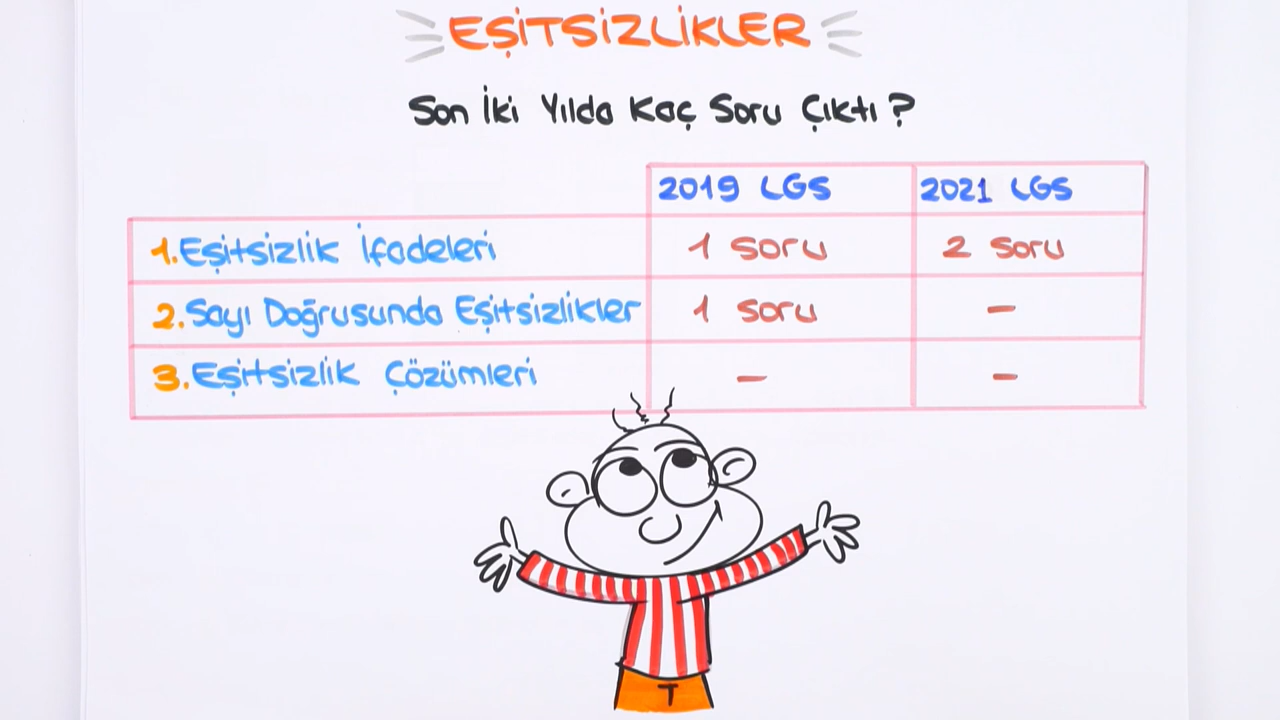 EŞİTSİZLİKLER
Son İki Yılda Kaç Soru Çıktı?
2019 LGS 2021 LGS
1. Eşitsizlik İfadeleri 1 soru 2 soru
2. Sayı Doğrusunda Eşitsizlikler 1 soru -
3. Eşitsizlik Çözümleri - -
T